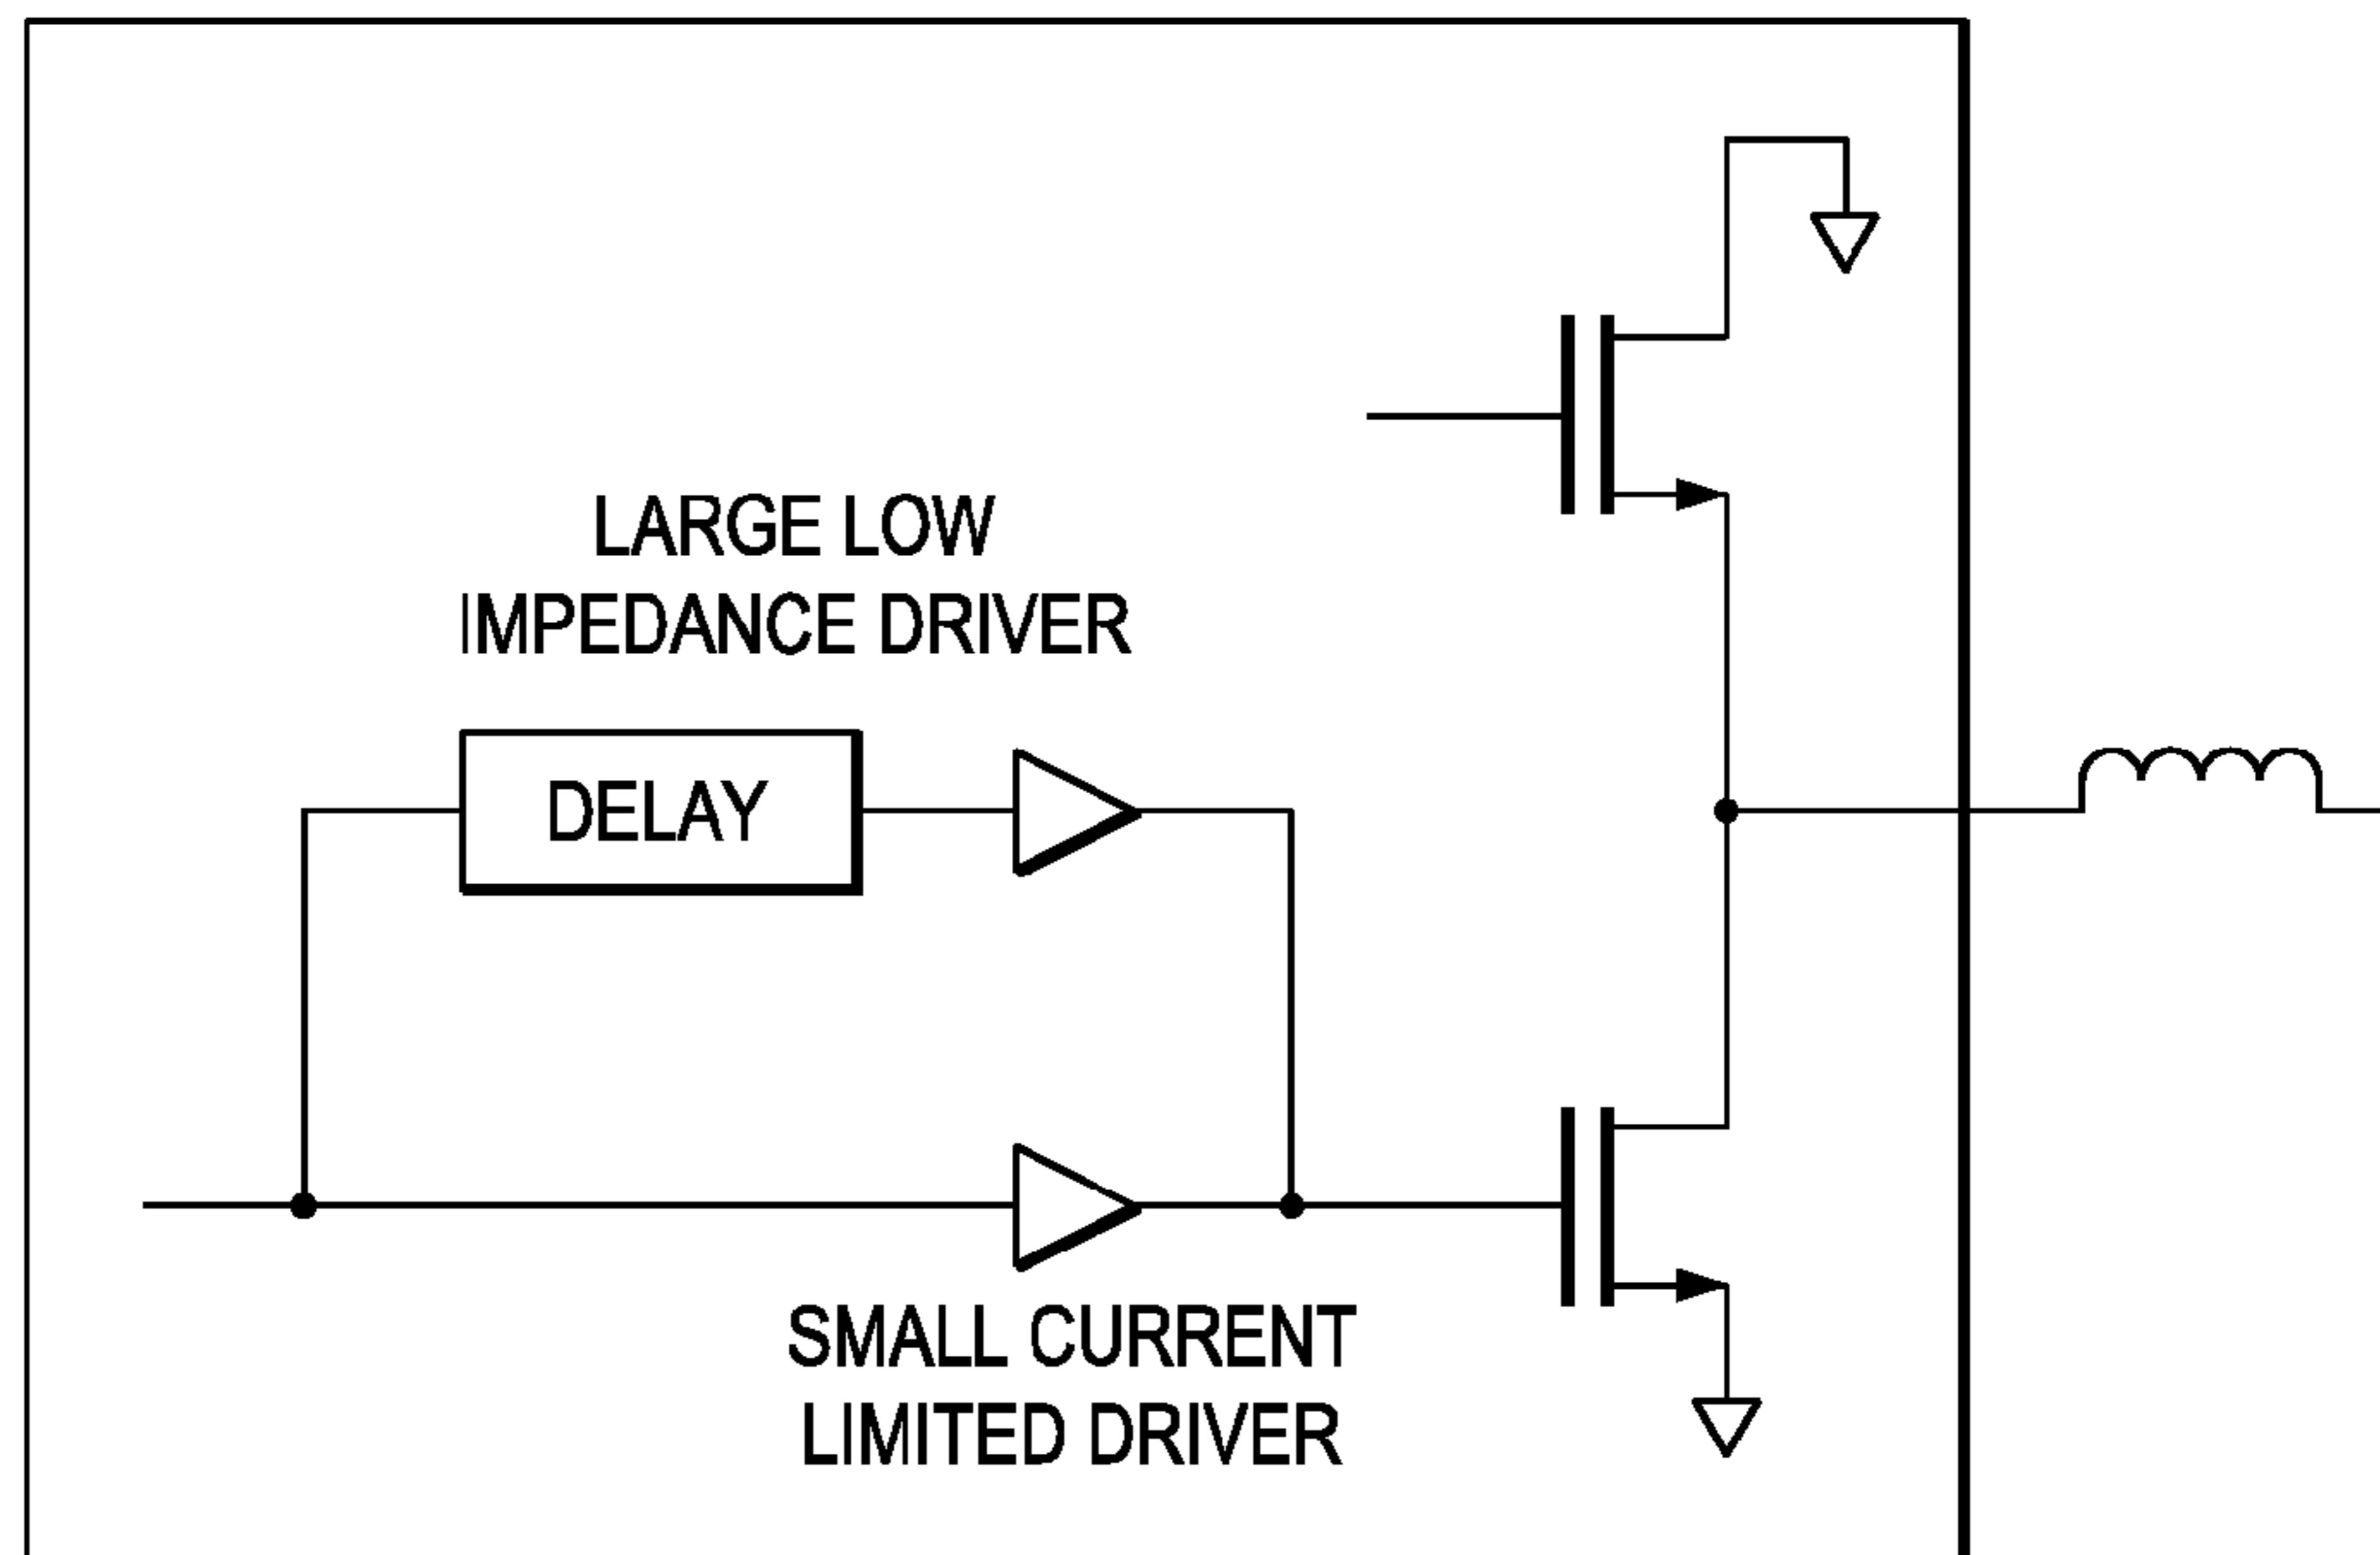 LARGE LOW
IMPEDANCE DRIVER
DELAY
SMALL CURRENT
LIMITED DRIVER